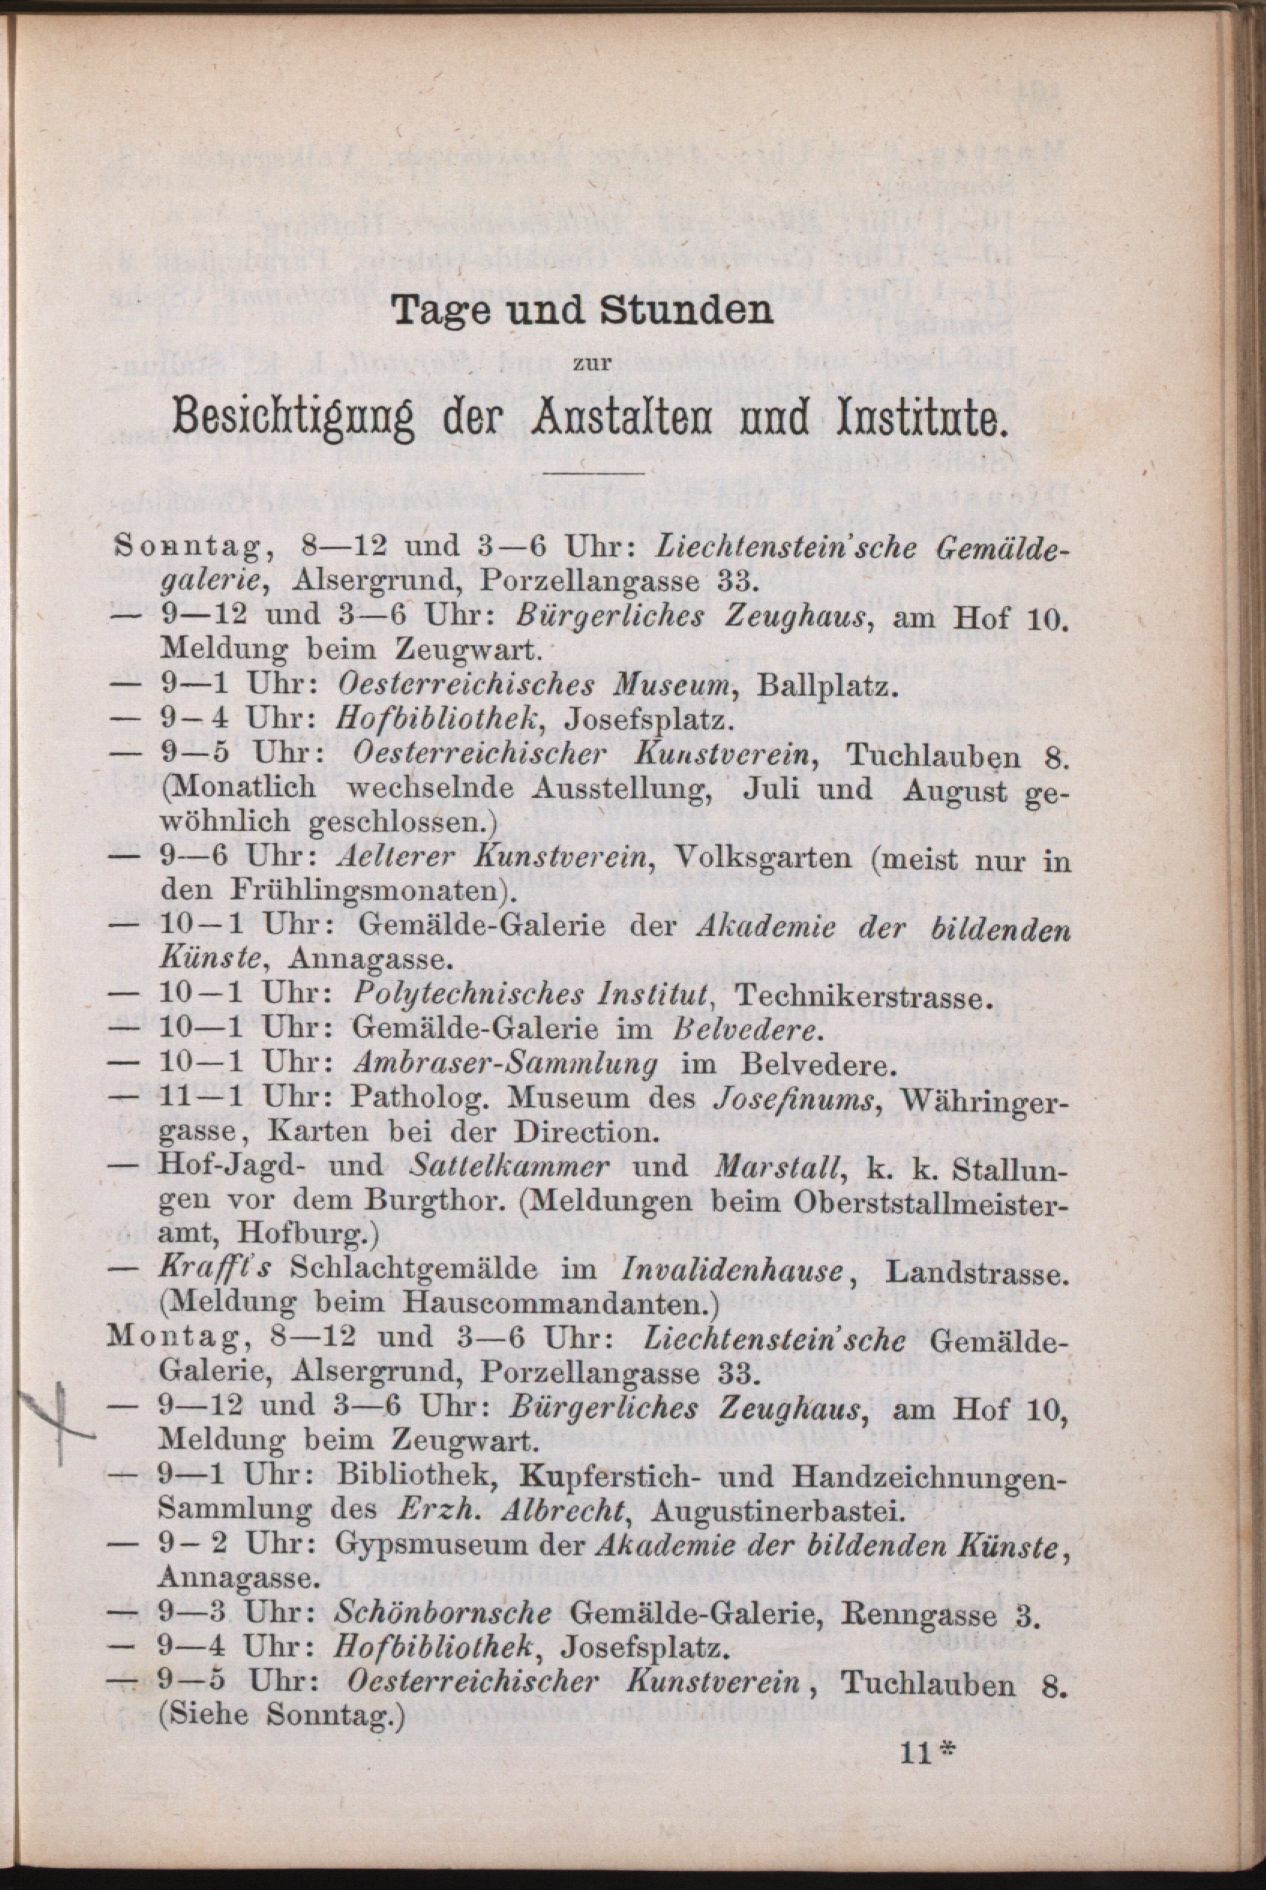 Tage und Stunden
zur
Besichtigung der Anstalten und Institute.
Sonntag, 8—12 und 3—6 Uhr: Liechtenstein'sche Gemälde-
galerie, Alsergrund, Porzellangasse 33.
— 9—12 und 3—6 Uhr: Bürgerliches Zeughaus, am Hof 10.
Meldung beim Zeugwart.
— 9—1 Uhr: Oesterreichisches Museum, Ballplatz.
— 9—4 Uhr: Hofbibliothek, Josefsplatz.
— 9—5 Uhr: Oesterreichischer Kunstverein, Tuchlauben 8.
(Monatlich wechselnde Ausstellung, Juli und August ge-
wöhnlich geschlossen.)
— 9—6 Uhr: Aelterer Kunstverein, Volksgarten (meist nur in
den Frühlingsmonaten).
— 10—1 Uhr: Gemälde-Galerie der Akademie der bildenden
Künste, Annagasse.
— 10—1 Uhr: Polytechnisches Institut, Technikerstrasse.
— 10—1 Uhr: Gemälde-Galerie im Belvedere.
— 10—1 Uhr: Ambraser-Sammlung im Belvedere.
— 11—1 Uhr: Patholog. Museum des Josefinums, Währinger-
gasse, Karten bei der Direction.
— Hof-Jagd- und Sattelkammer und Marstall, k. k. Stallun-
gen vor dem Burgthor. (Meldungen beim Oberststallmeister-
amt, Hofburg.)
— Krafft's Schlachtgemälde im Invalidenhause, Landstrasse.
(Meldung beim Hauscommandanten.)
Montag, 8—12 und 3—6 Uhr: Liechtenstein'sche Gemälde-
Galerie, Alsergrund, Porzellangasse 33.
— 9—12 und 3—6 Uhr: Bürgerliches Zeughaus, am Hof 10,
Meldung beim Zeugwart.
— 9—1 Uhr: Bibliothek, Kupferstich- und Handzeichnungen-
Sammlung des Erzh. Albrecht, Augustinerbastei.
— 9—2 Uhr: Gypsmuseum der Akademie der bildenden Künste,
Annagasse.
— 9—3 Uhr: Schönbornsche Gemälde-Galerie, Renngasse 3.
— 9—4 Uhr: Hofbibliothek, Josefsplatz.
— 9—5 Uhr: Oesterreichischer Kunstverein, Tuchlauben 8.
(Siehe Sonntag.)
11*